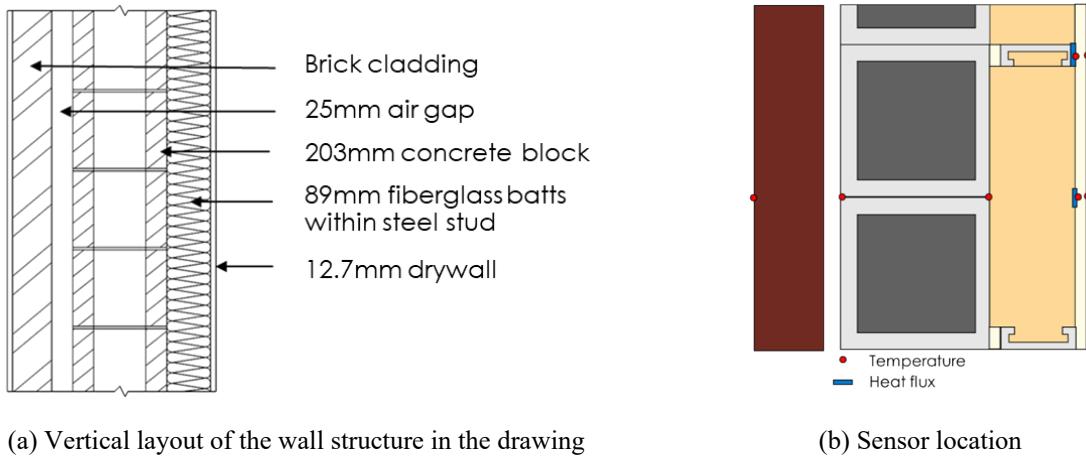 Brick cladding
25mm air gap
203mm concrete block
89mm fiberglass batts
within steel stud
12.7mm drywall
Temperature
Heat flux
(a) Vertical layout of the wall structure in the drawing
(b) Sensor location